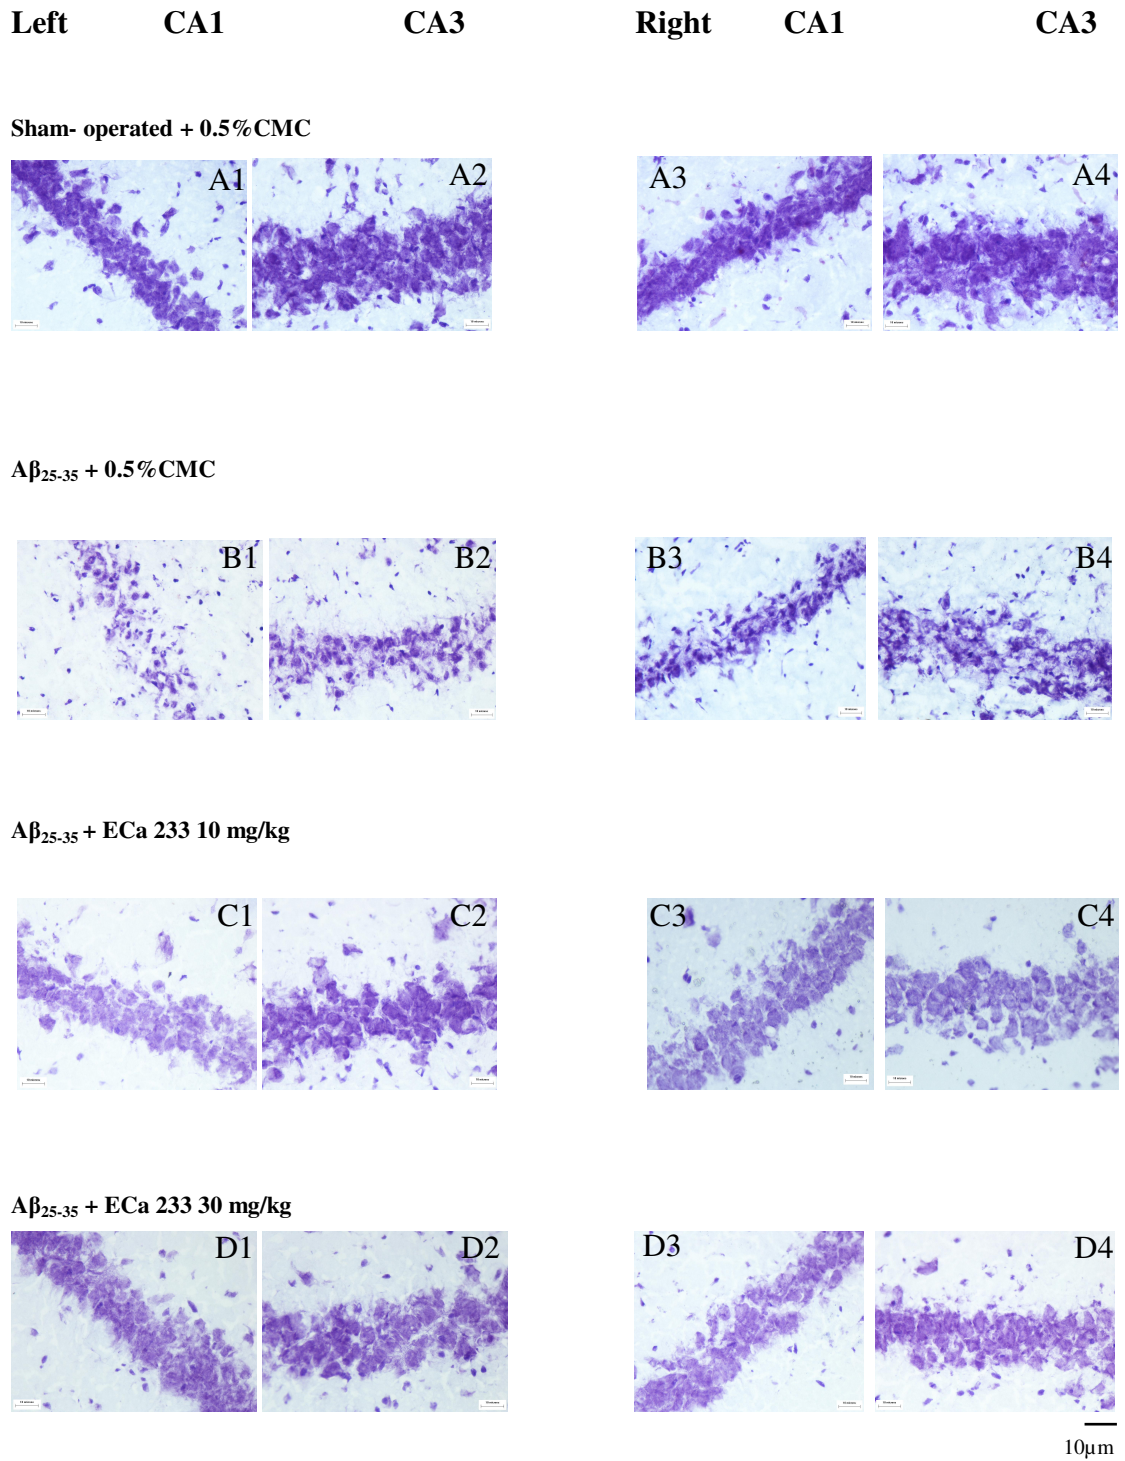 Left CA1 CA3 Right CA1 CA3
Sham- operated + 0.5%CMC
A1 A2 A3 A4
Aβ25-35 + 0.5%CMC
B1 B2 B3 B4
Aβ25-35 + ECa 233 10 mg/kg
C1 C2 C3 C4
Aβ25-35 + ECa 233 30 mg/kg
D1 D2 D3 D4
10µm